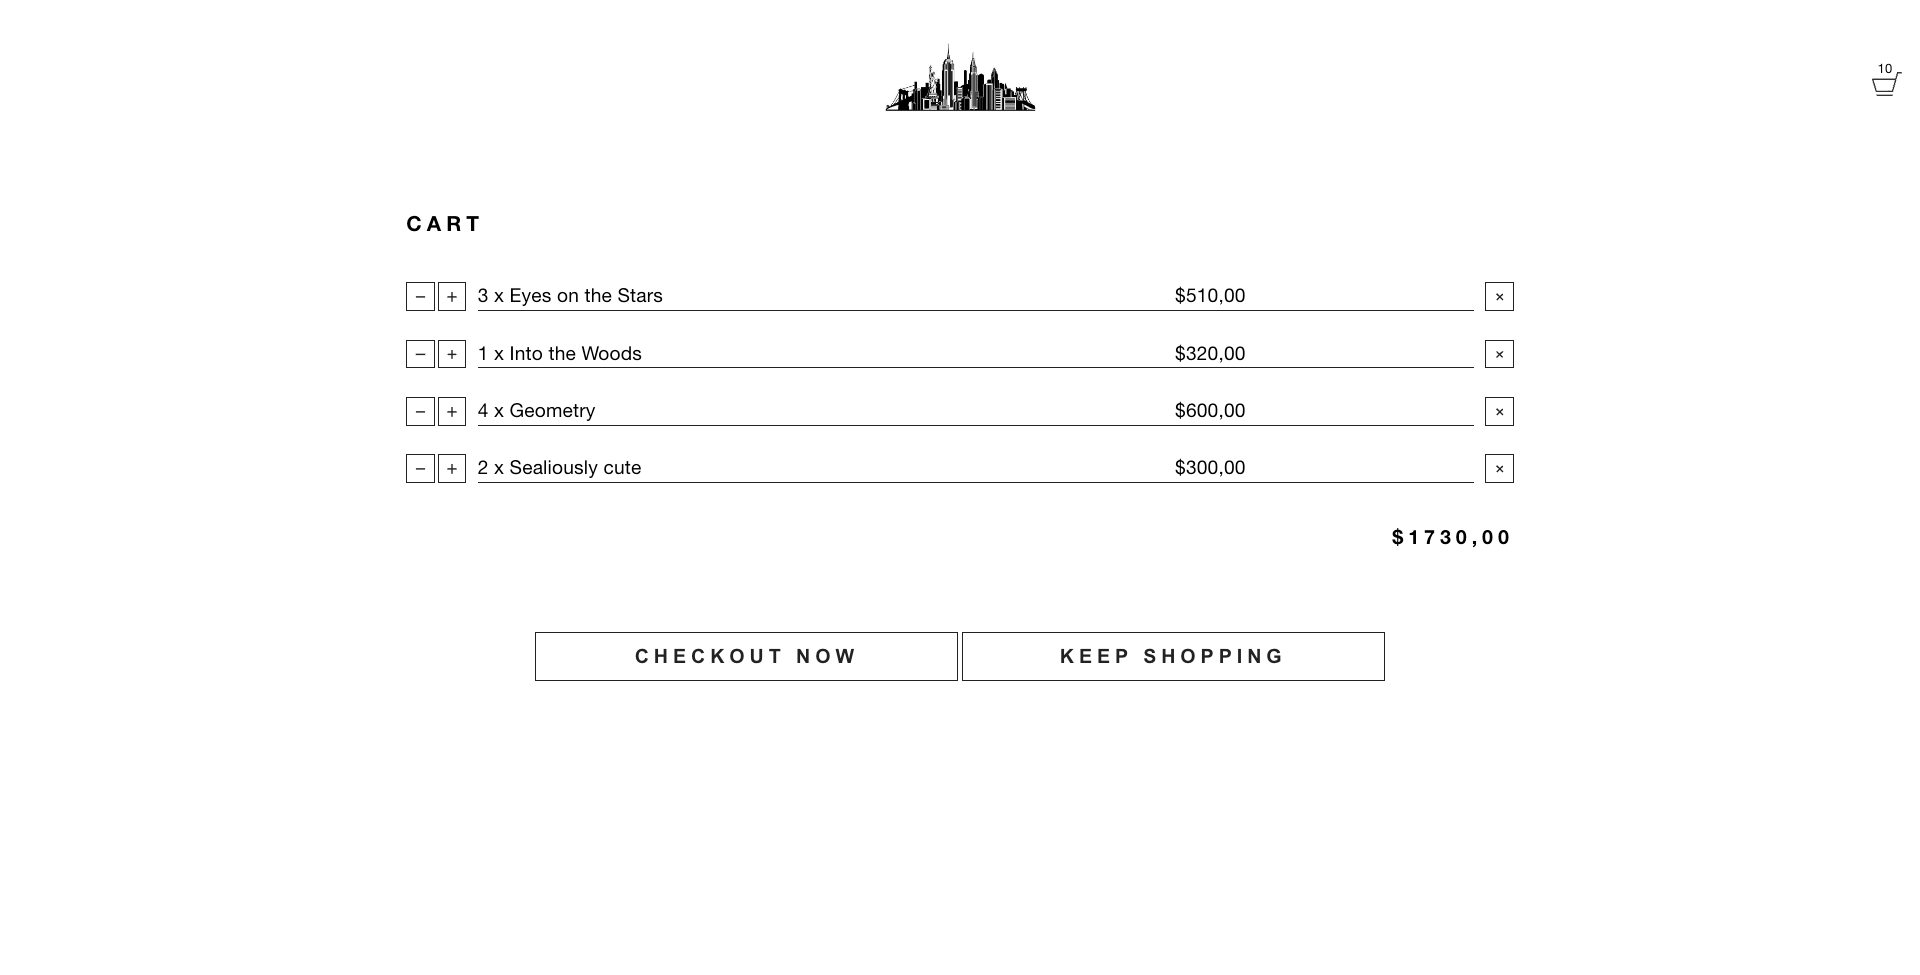 10
CART
− + 3 x Eyes on the Stars $510,00 ×
− + 1 x Into the Woods $320,00 ×
− + 4 x Geometry $600,00 ×
− + 2 x Sealiously cute $300,00 ×
$1730,00
CHECKOUT NOW KEEP SHOPPING